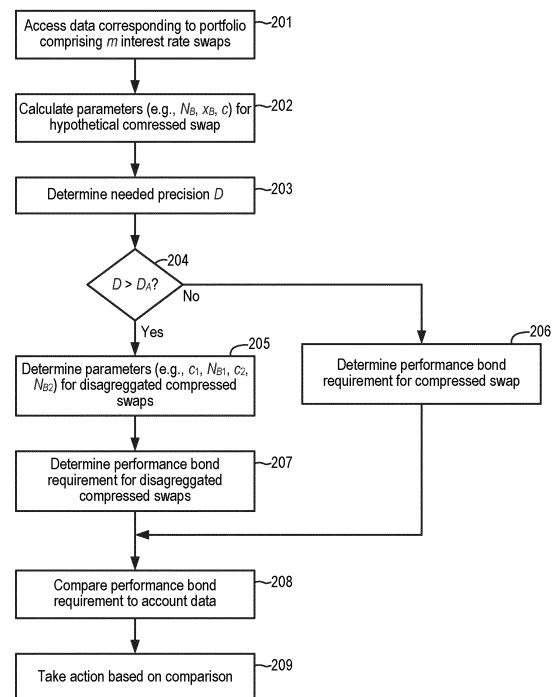 Access data corresponding to portfolio
comprising m interest rate swaps
201
Calculate parameters (e.g., NB, xB, c) for
hypothetical comressed swap
202
Determine needed precision D
203
204
D > DA?
No
Yes
205
Determine parameters (e.g., c1, NB1, c2,
NB2) for disagreggated compressed
swaps
206
Determine performance bond
requirement for compressed swap
Determine performance bond
requirement for disaggregated
compressed swaps
207
Compare performance bond
requirement to account data
208
Take action based on comparison
209